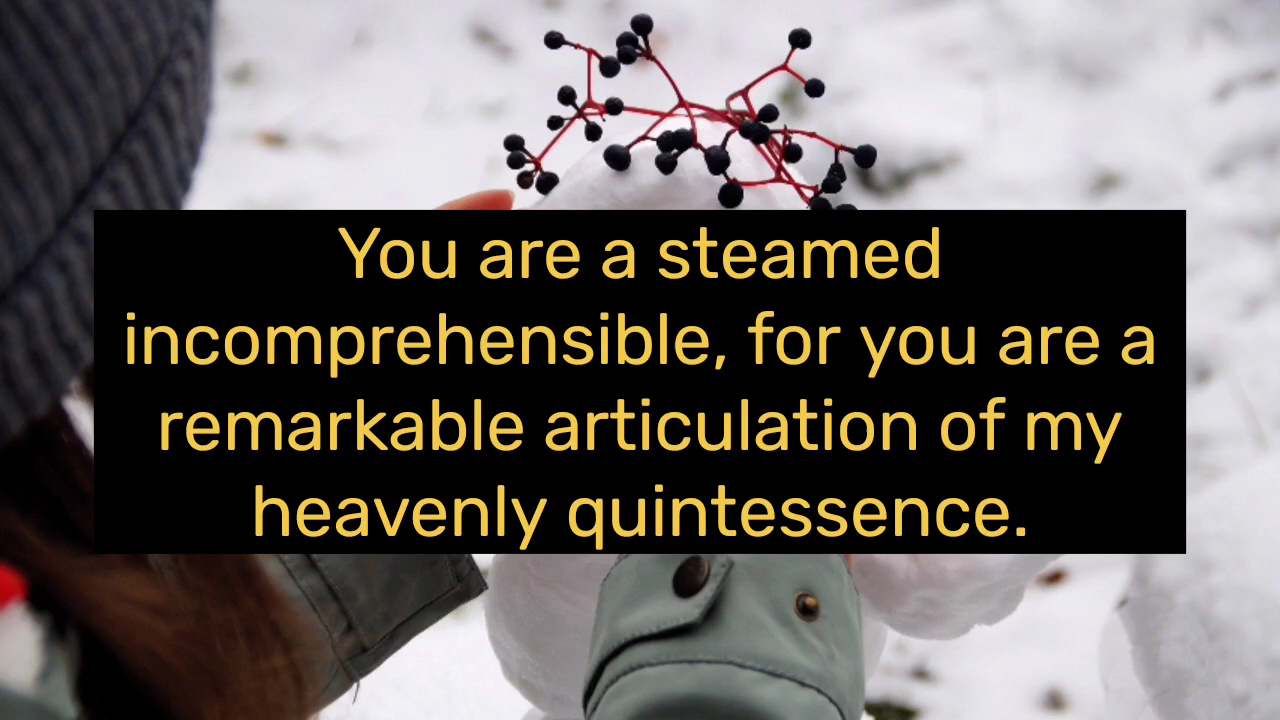 You are a steamed
incomprehensible, for you are a
remarkable articulation of my
heavenly quintessence.